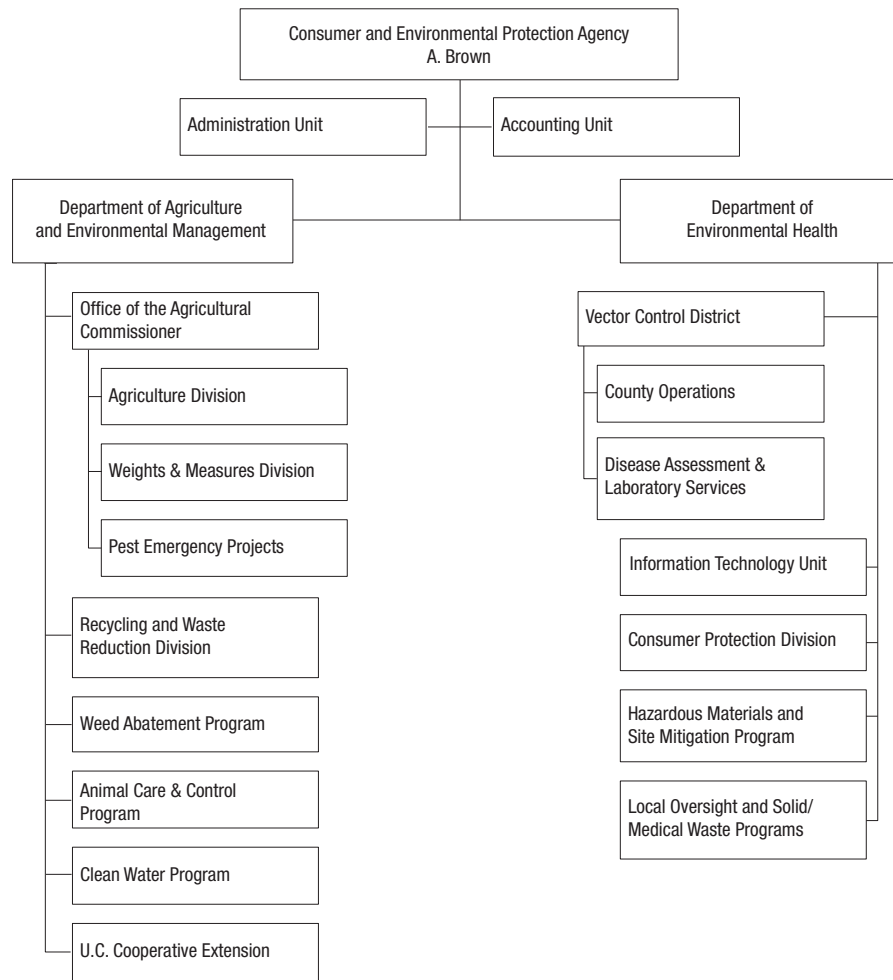 Consumer and Environmental Protection Agency
A. Brown
Administration Unit
Accounting Unit
Department of Agriculture
and Environmental Management
Department of
Environmental Health
Office of the Agricultural
Commissioner
Agriculture Division
Weights & Measures Division
Pest Emergency Projects
Recycling and Waste
Reduction Division
Weed Abatement Program
Animal Care & Control
Program
Clean Water Program
U.C. Cooperative Extension
Vector Control District
County Operations
Disease Assessment &
Laboratory Services
Information Technology Unit
Consumer Protection Division
Hazardous Materials and
Site Mitigation Program
Local Oversight and Solid/
Medical Waste Programs